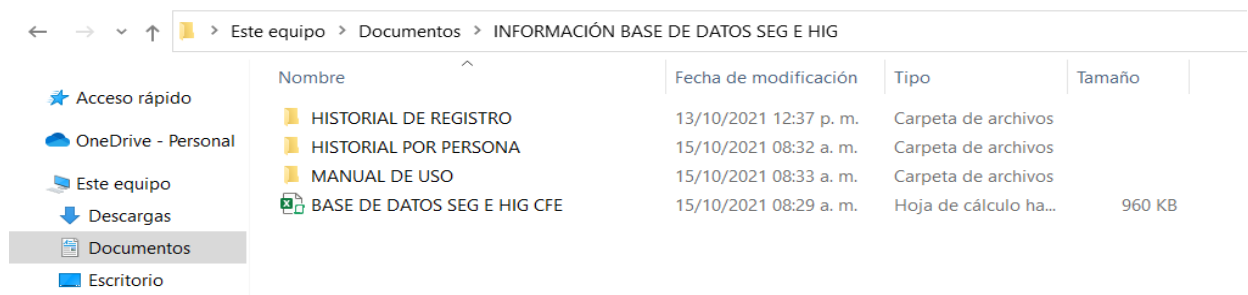 Este equipo > Documentos > INFORMACIÓN BASE DE DATOS SEG E HIG
Nombre Fecha de modificación Tipo Tamaño
Acceso rápido
HISTORIAL DE REGISTRO 13/10/2021 12:37 p. m. Carpeta de archivos
OneDrive - Personal
HISTORIAL POR PERSONA 15/10/2021 08:32 a. m. Carpeta de archivos
MANUAL DE USO 15/10/2021 08:33 a. m. Carpeta de archivos
Este equipo
BASE DE DATOS SEG E HIG CFE 15/10/2021 08:29 a. m. Hoja de cálculo ha... 960 KB
Descargas
Documentos
Escritorio